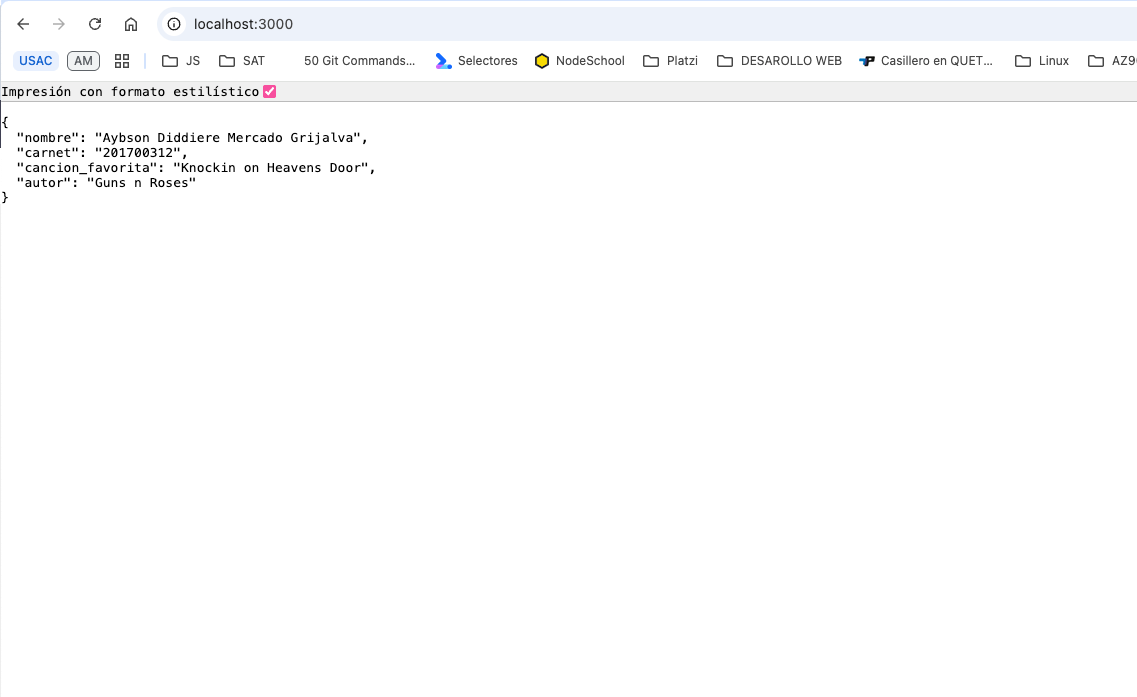 localhost:3000
USAC AM JS SAT 50 Git Commands... Selectores NodeSchool Platzi DESAROLLO WEB Casillero en QUET... Linux AZ9
Impresión con formato estilístico
{
"nombre": "Aybson Diddiere Mercado Grijalva",
"carnet": "201700312",
"cancion_favorita": "Knockin on Heavens Door",
"autor": "Guns n Roses"
}